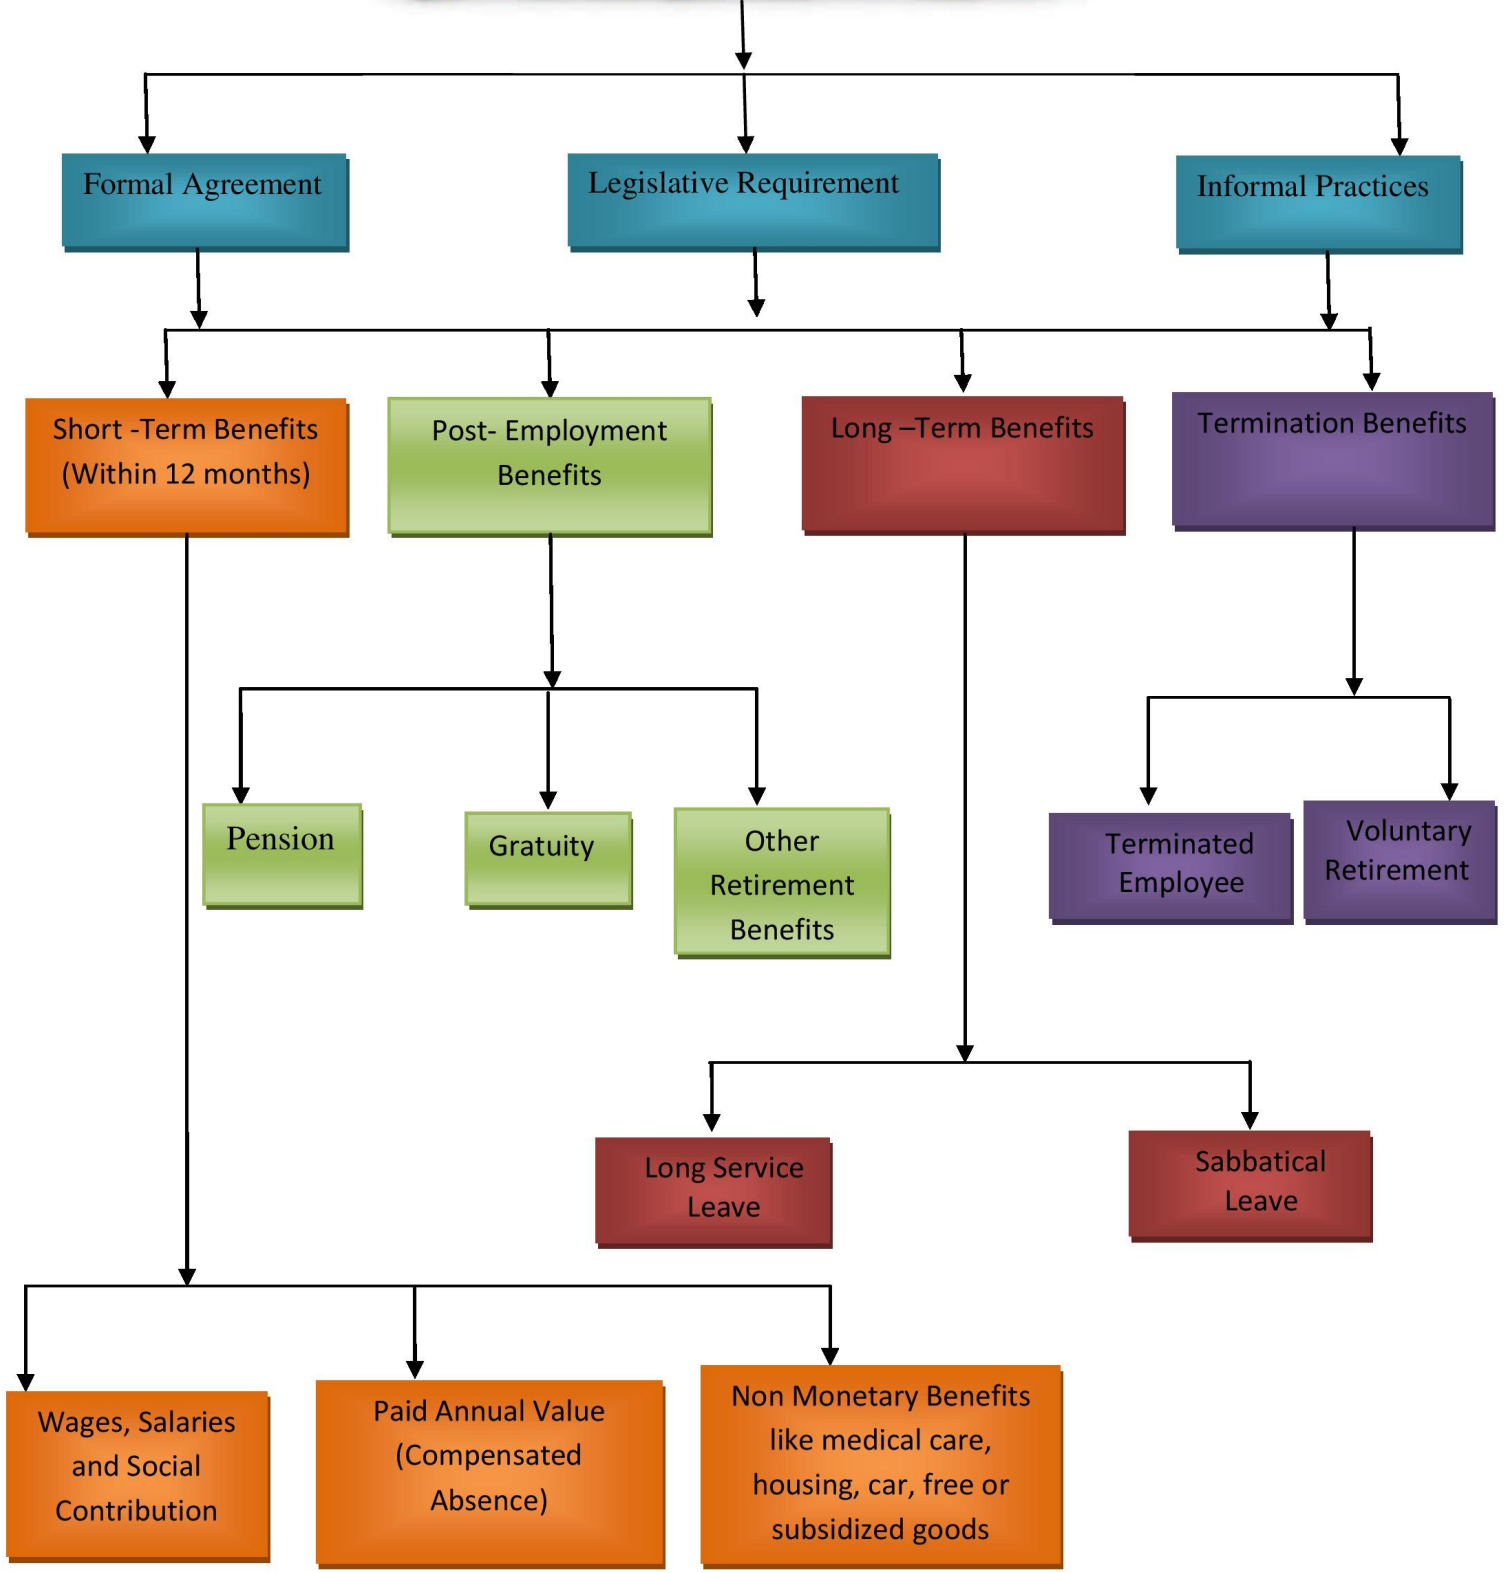 Formal Agreement
Legislative Requirement
Informal Practices
Short -Term Benefits
(Within 12 months)
Post- Employment
Benefits
Long –Term Benefits
Termination Benefits
Pension
Gratuity
Other
Retirement
Benefits
Terminated
Employee
Voluntary
Retirement
Long Service
Leave
Sabbatical
Leave
Wages, Salaries
and Social
Contribution
Paid Annual Value
(Compensated
Absence)
Non Monetary Benefits
like medical care,
housing, car, free or
subsidized goods